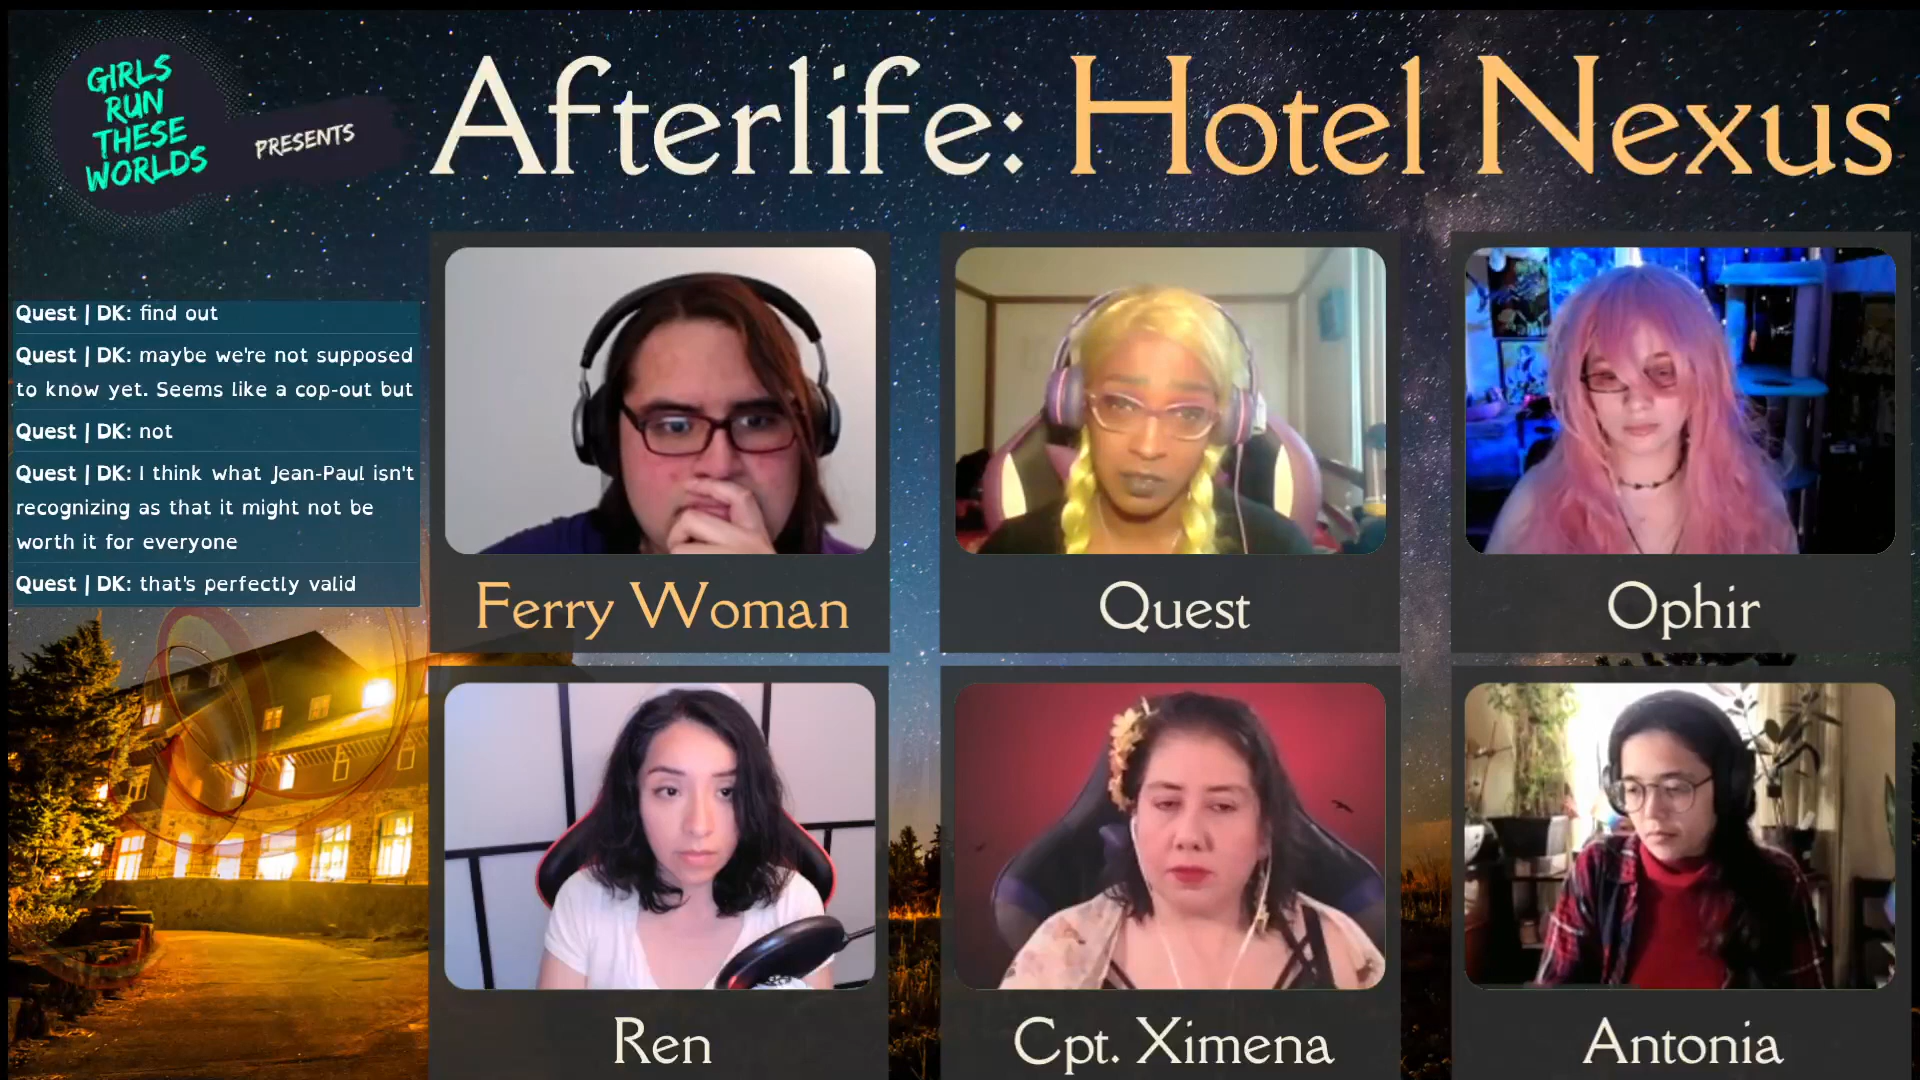 GIRLS
RUN
THESE
WORLDS
PRESENTS
Afterlife: Hotel Nexus
Quest | DK: find out
Quest | DK: maybe we're not supposed
to know yet. Seems like a cop-out but
Quest | DK: not
Quest | DK: I think what Jean-Paul isn't
recognizing as that it might not be
worth it for everyone
Quest | DK: that's perfectly valid
Ferry Woman
Quest
Ophir
Ren
Cpt. Ximena
Antonia